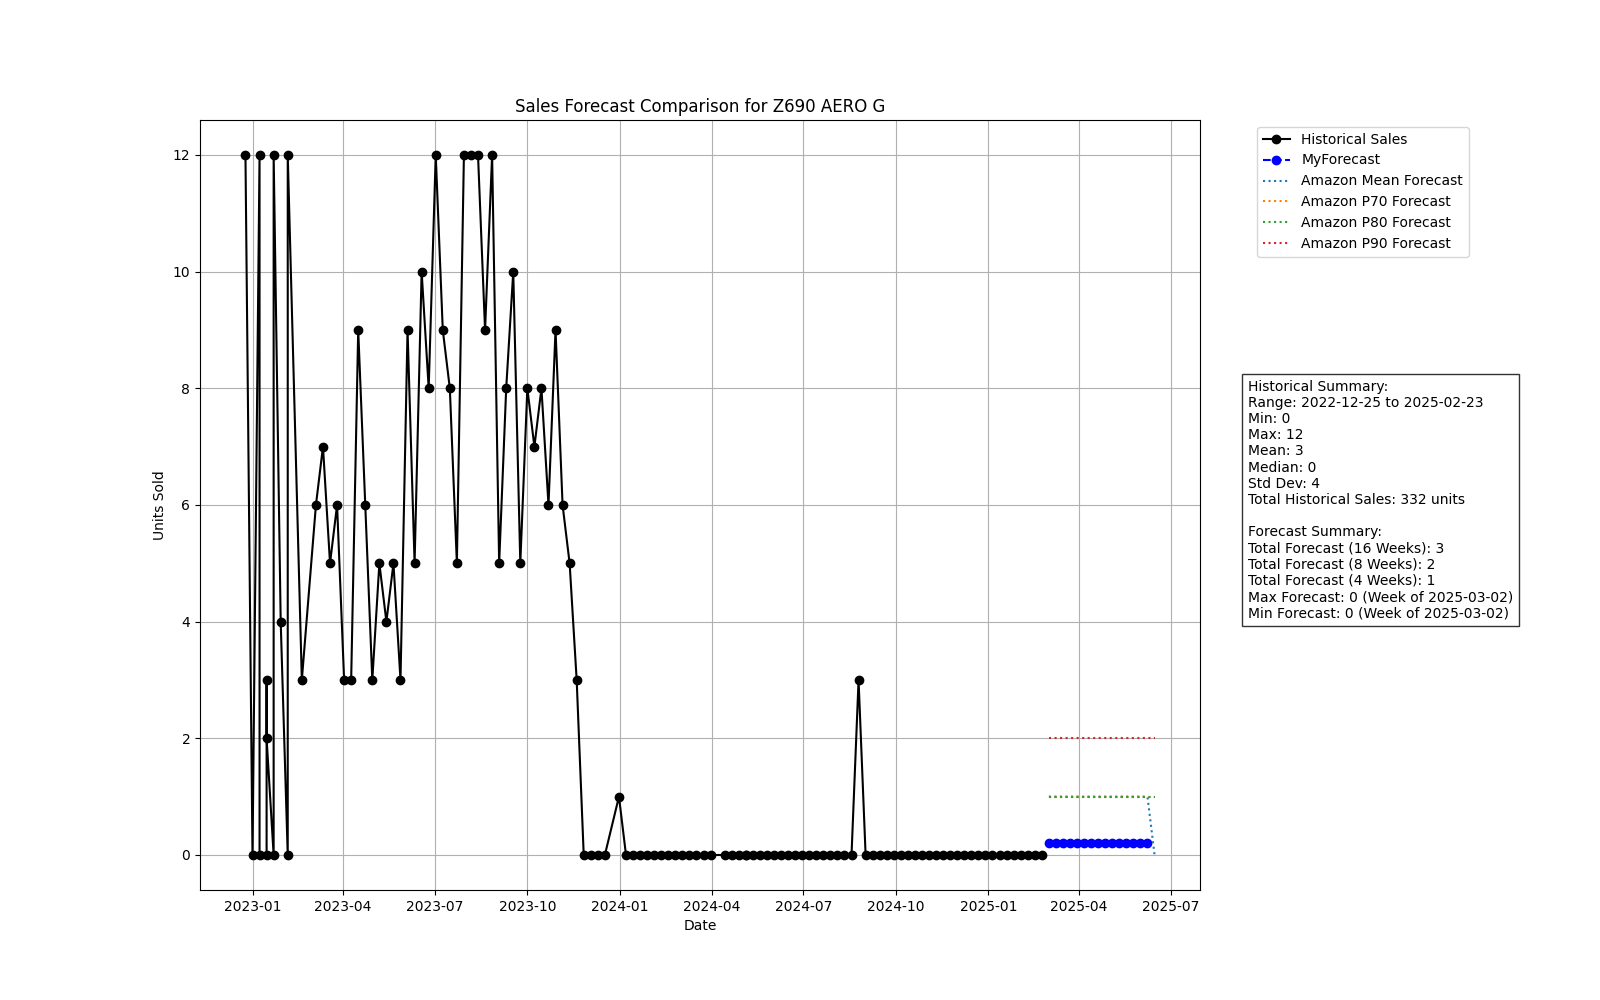 Sales Forecast Comparison for Z690 AERO G
Units Sold
12
10
8
6
4
2
0
2023-01
2023-04
2023-07
2023-10
2024-01
2024-04
2024-07
2024-10
2025-01
2025-04
2025-07
Date
Historical Sales
MyForecast
Amazon Mean Forecast
Amazon P70 Forecast
Amazon P80 Forecast
Amazon P90 Forecast
Historical Summary:
Range: 2022-12-25 to 2025-02-23
Min: 0
Max: 12
Mean: 3
Median: 0
Std Dev: 4
Total Historical Sales: 332 units
Forecast Summary:
Total Forecast (16 Weeks): 3
Total Forecast (8 Weeks): 2
Total Forecast (4 Weeks): 1
Max Forecast: 0 (Week of 2025-03-02)
Min Forecast: 0 (Week of 2025-03-02)